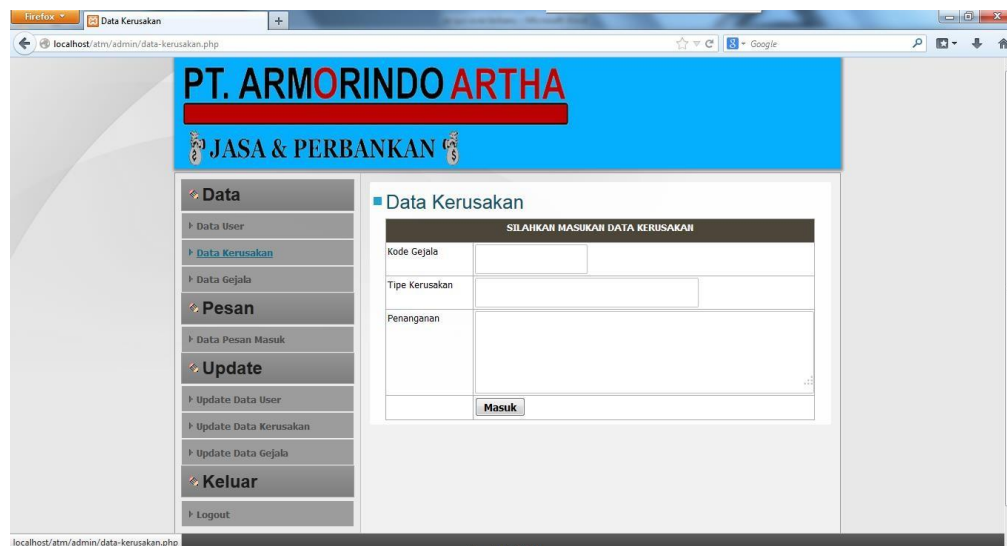 Firefox
Data Kerusakan
localhost/atm/admin/data-kerusakan.php
Google
PT. ARMORINDO ARTHA
JASA & PERBANKAN
Data
Data User
Data Kerusakan
Data Gejala
Pesan
Data Pesan Masuk
Update
Update Data User
Update Data Kerusakan
Update Data Gejala
Keluar
Logout
Data Kerusakan
SILAHKAN MASUKAN DATA KERUSAKAN
Kode Gejala
Tipe Kerusakan
Penanganan
Masuk
localhost/atm/admin/data-kerusakan.php